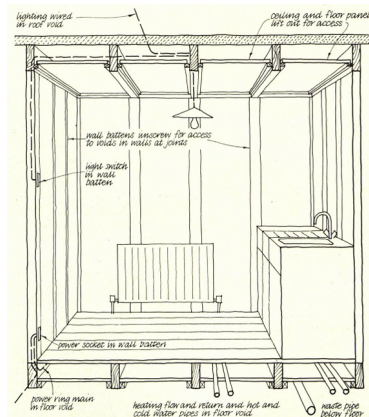 lighting wired
in roof void
ceiling and floor panels
lift out for access
wall battens unscrew for access
to voids in walls at joints
light switch
in wall
batten
power socket in wall batten
power ring main
in floor void
heating flow and return and hot and
cold water pipes in floor void
waste pipe
below floor